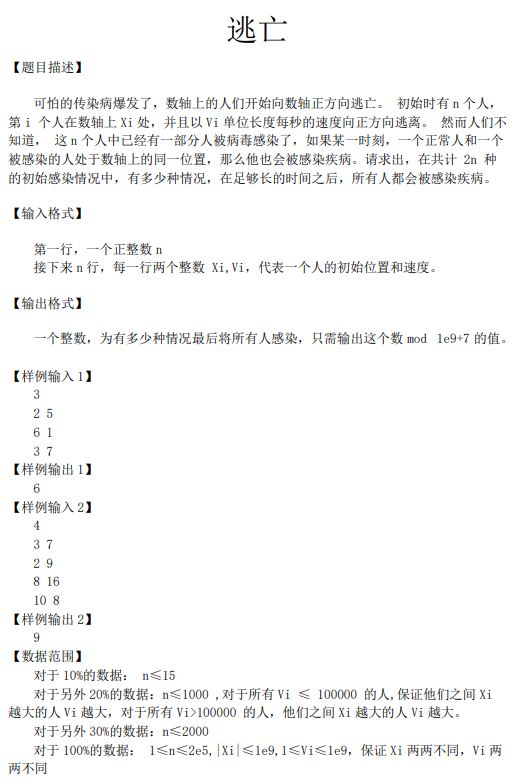 逃亡
【题目描述】
可怕的传染病爆发了，数轴上的人们开始向数轴正方向逃亡。 初始时有 n 个人，
第 i 个人在数轴上 Xi 处，并且以 Vi 单位长度每秒的速度向正方向逃离。 然而人们不
知道， 这 n 个人中已经有一部分人被病毒感染了，如果某一时刻，一个正常人和一个
被感染的人处于数轴上的同一位置，那么他也会被感染疾病。请求出，在共计 2n 种
的初始感染情况中，有多少种情况，在足够长的时间之后，所有人都会被感染疾病。
【输入格式】
第一行，一个正整数 n
接下来 n 行，每一行两个整数 Xi,Vi，代表一个人的初始位置和速度。
【输出格式】
一个整数，为有多少种情况最后将所有人感染，只需输出这个数 mod 1e9+7 的值。
【样例输入 1】
3
2 5
6 1
3 7
【样例输出 1】
6
【样例输入 2】
4
3 7
2 9
8 16
10 8
【样例输出 2】
9
【数据范围】
对于 10%的数据： n≤15
对于另外 20%的数据：n≤1000 ,对于所有 Vi ≤ 100000 的人,保证他们之间 Xi
越大的人 Vi 越大，对于所有 Vi>100000 的人，他们之间 Xi 越大的人 Vi 越大。
对于另外 30%的数据：n≤2000
对于 100%的数据： 1≤n≤2e5,|Xi|≤1e9,1≤Vi≤1e9，保证 Xi 两两不同，Vi 两
两不同